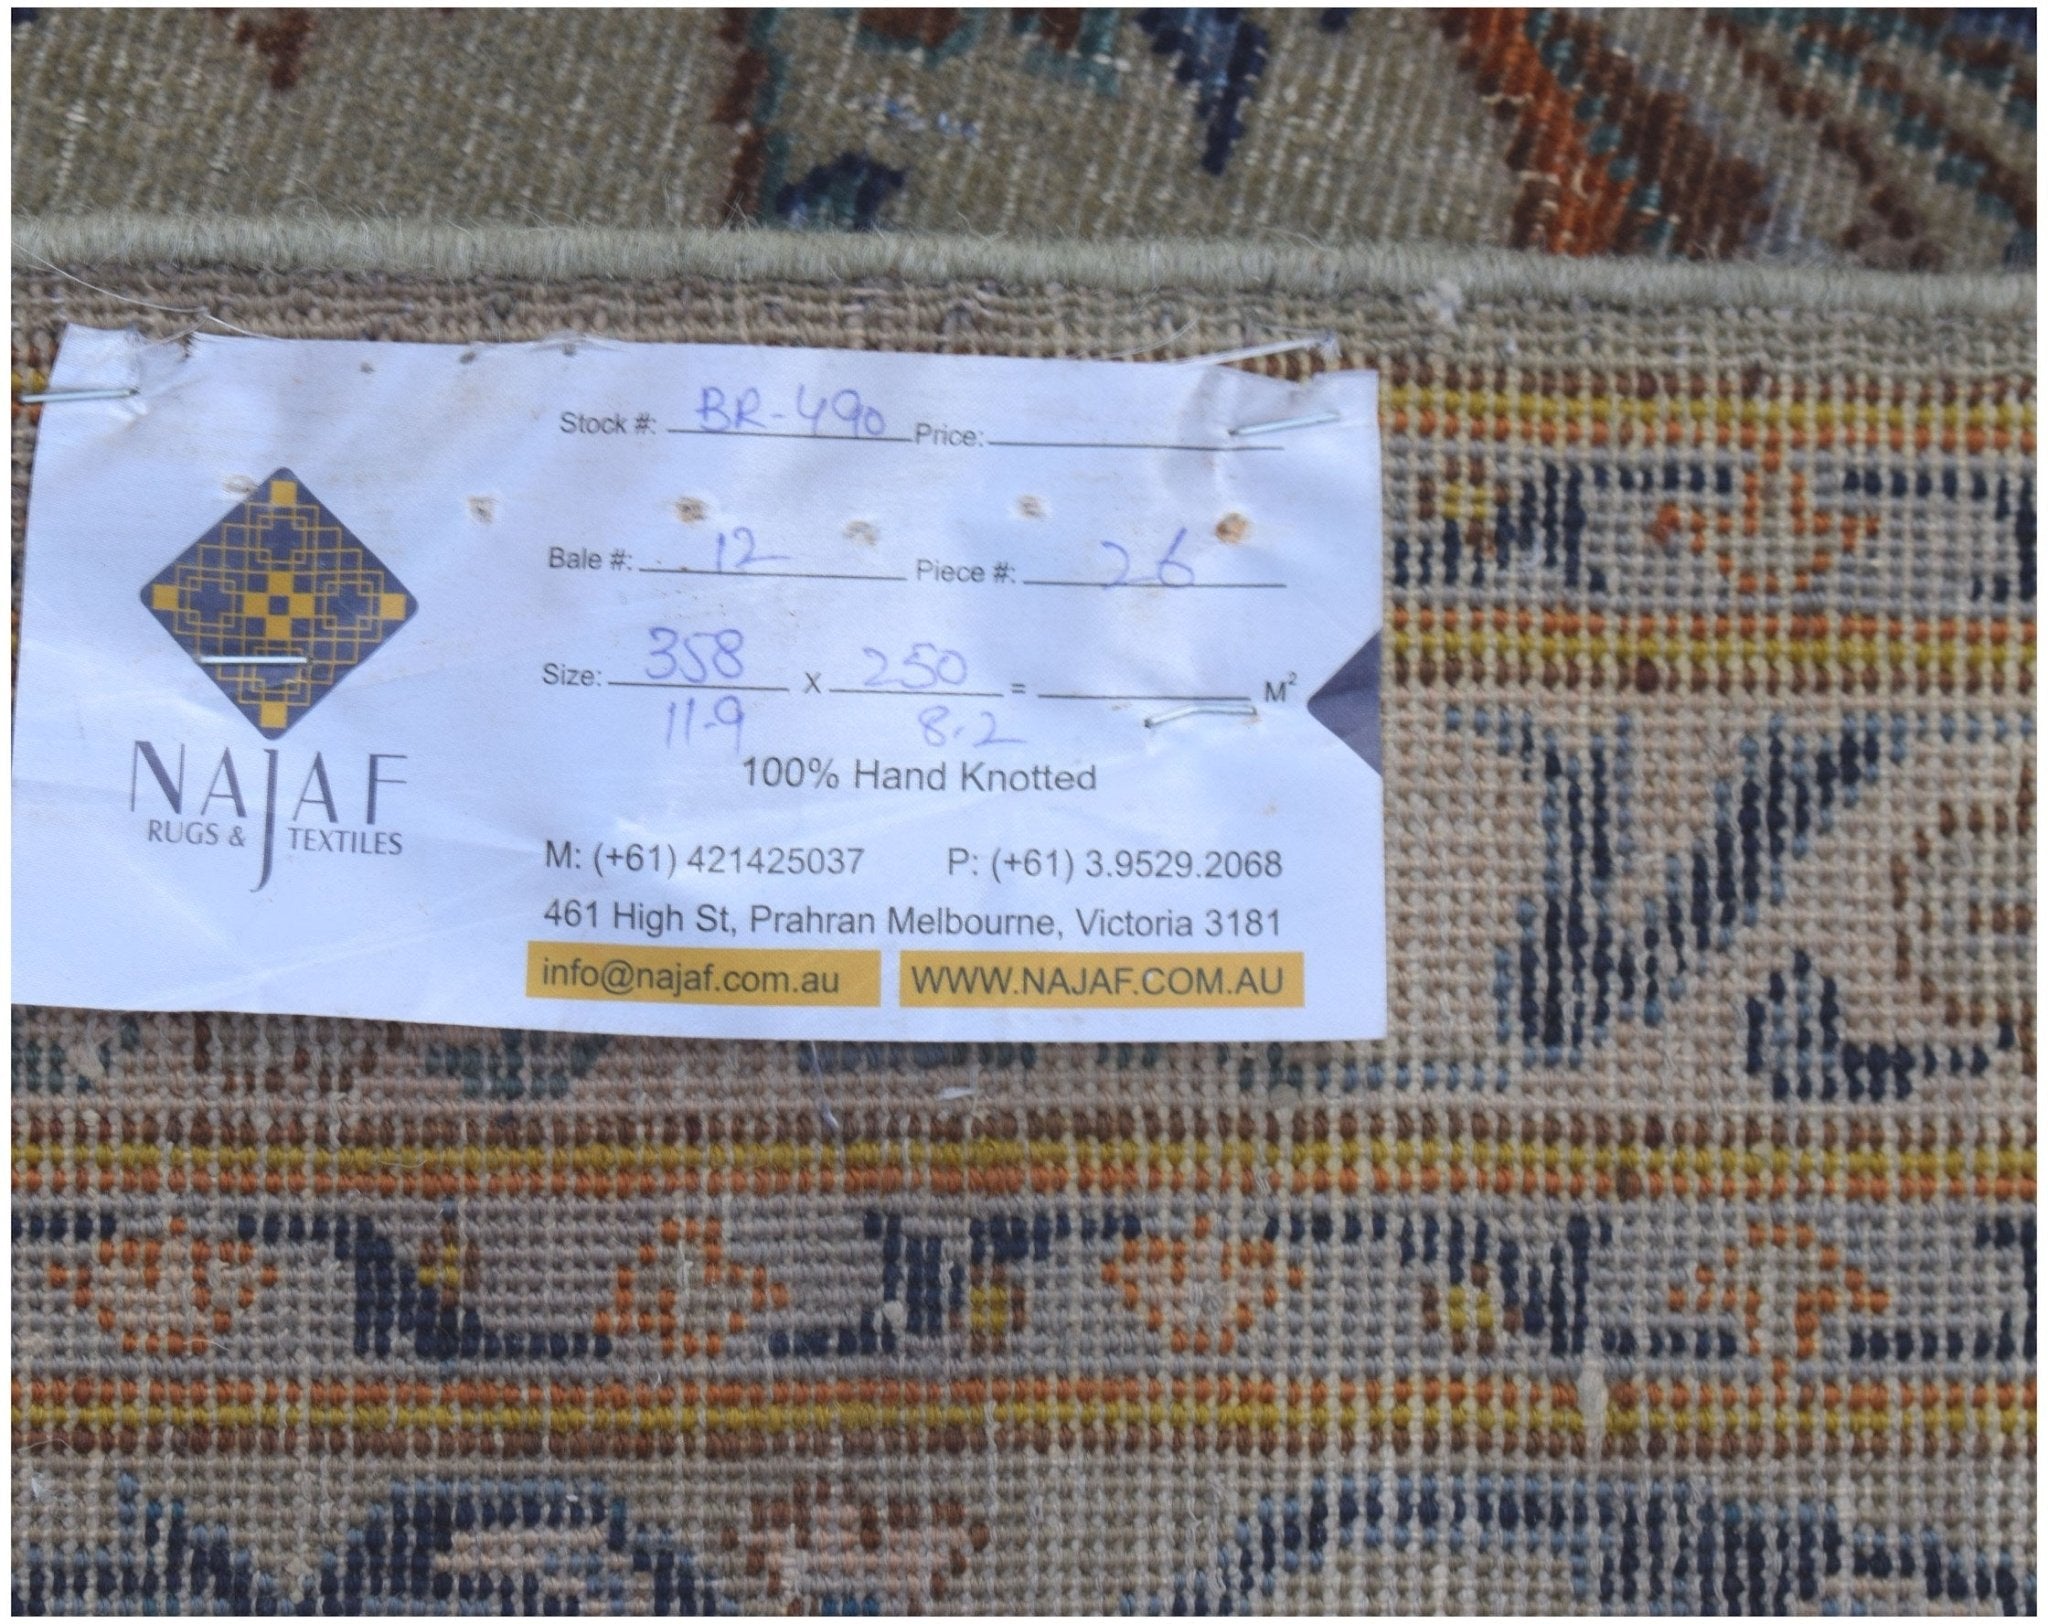 Stock #: BR-490 Price:
Bale #: 12 Piece #: 26
Size: 358 X 250 = M²
11.9 8.2
100% Hand Knotted
NAJAF
RUGS & TEXTILES
M: (+61) 421425037 P: (+61) 3.9529.2068
461 High St, Prahran Melbourne, Victoria 3181
info@najaf.com.au WWW.NAJAF.COM.AU